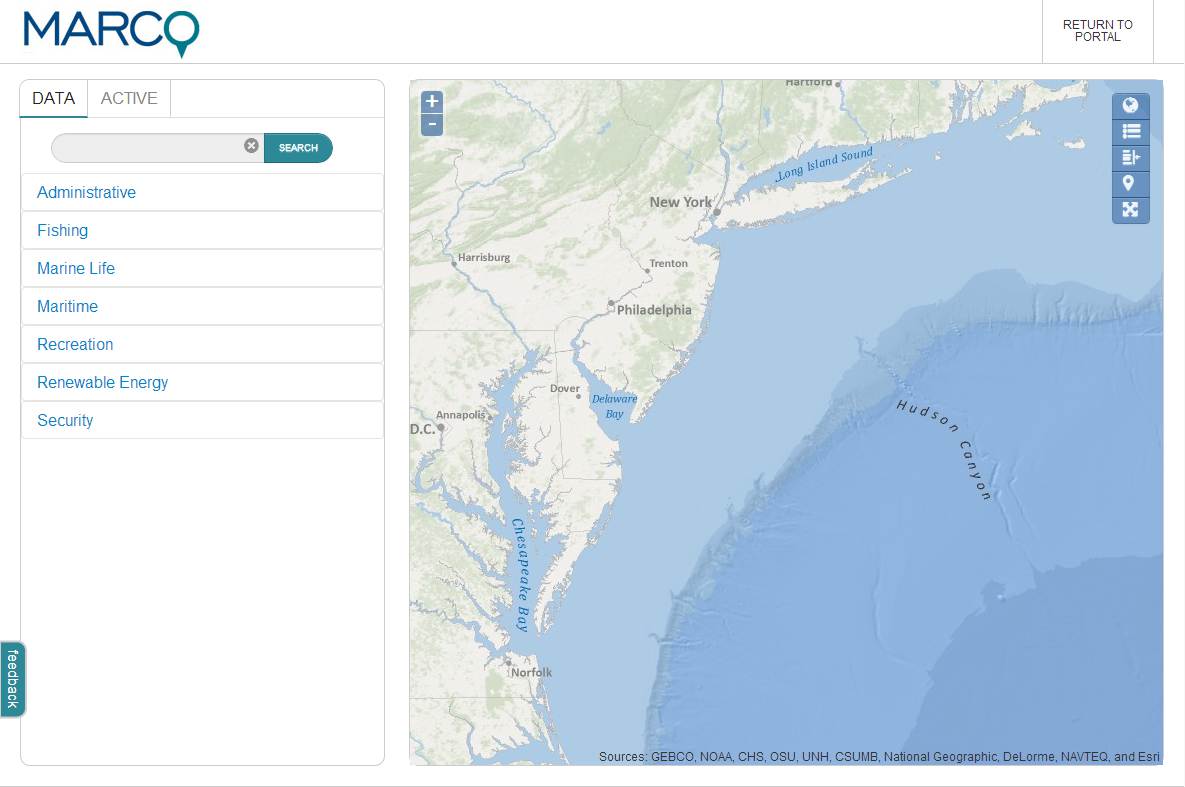 MARCO
RETURN TO
PORTAL
DATA
ACTIVE
SEARCH
Administrative
Fishing
Marine Life
Maritime
Recreation
Renewable Energy
Security
feedback
+
-
Hartford
Long Island Sound
New York
Harrisburg
Trenton
Philadelphia
Dover
Delaware
Bay
Annapolis
D.C.
Hudson Canyon
Chesapeake Bay
Norfolk
Sources: GEBCO, NOAA, CHS, OSU, UNH, CSUMB, National Geographic, DeLorme, NAVTEQ, and Esri